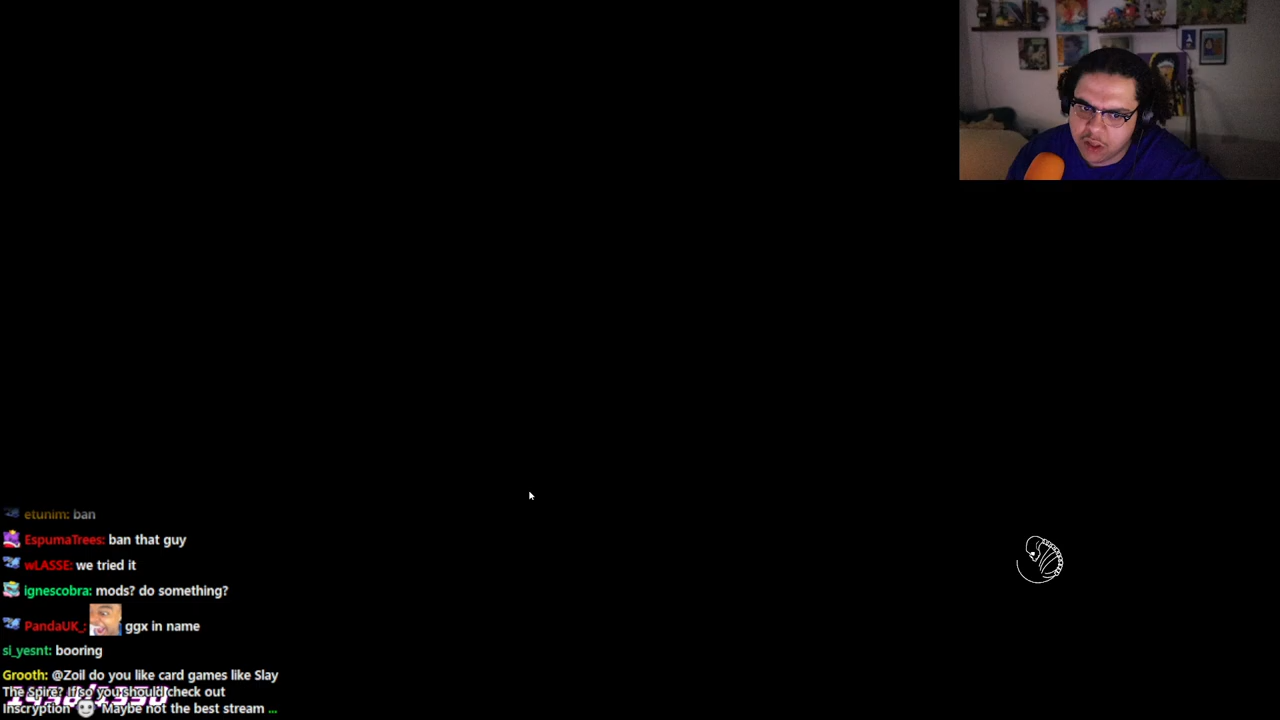 etunim: ban
EspumaTrees: ban that guy
wLASSE: we tried it
ignescobra: mods? do something?
PandaUK_: ggx in name
si_yesnt: booring
Grooth: @Zoil do you like card games like Slay
The Spire? If so you should check out
Inscryption Maybe not the best stream ...